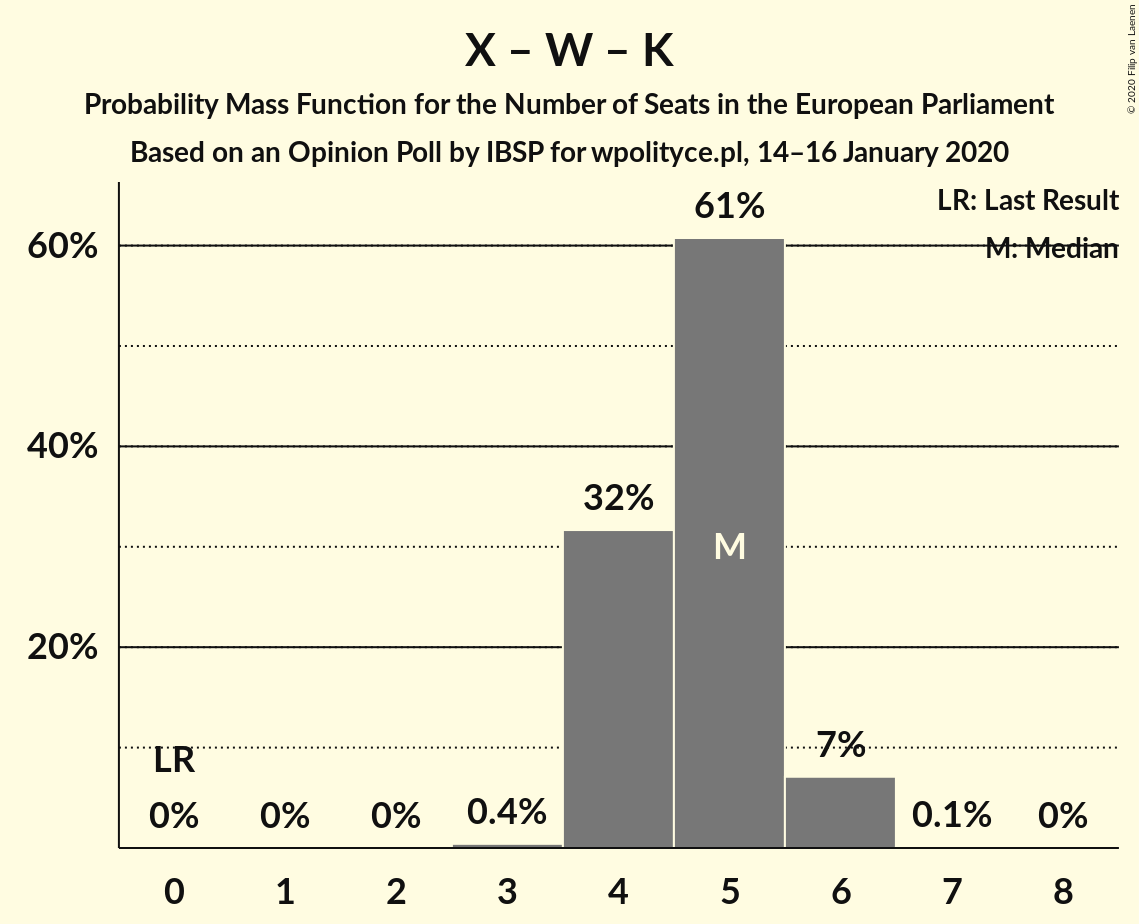 X – W – K
Probability Mass Function for the Number of Seats in the European Parliament
Based on an Opinion Poll by IBSP for wpolityce.pl, 14–16 January 2020
© 2020 Filip van Laenen
LR: Last Result
M: Median
60%
40%
20%
61%
32%
M
7%
LR
0%
0%
0%
0.4%
0.1%
0%
0
1
2
3
4
5
6
7
8